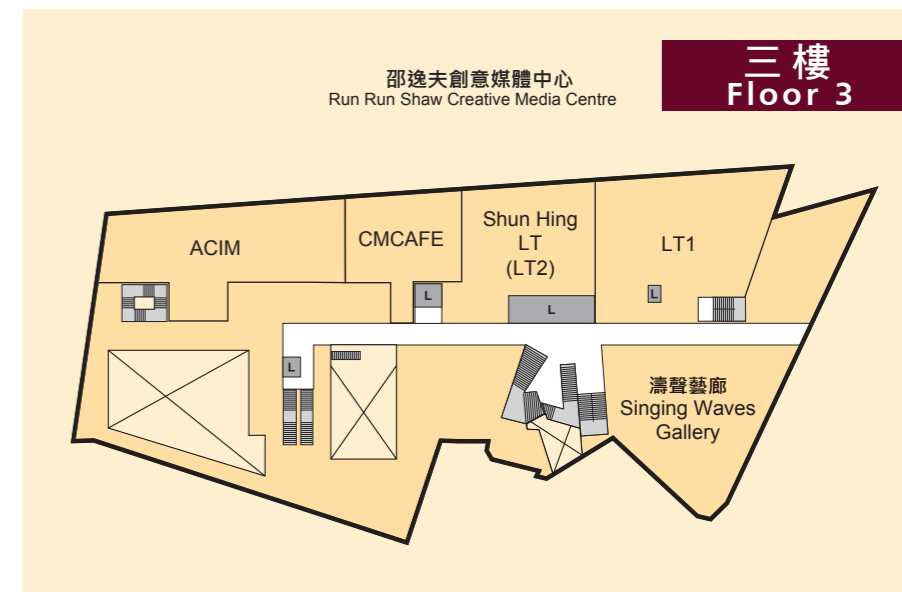 三樓
Floor 3
邵逸夫創意媒體中心
Run Run Shaw Creative Media Centre
ACIM
CMCAFE
Shun Hing
LT
(LT2)
LT1
L
L
L
L
濤聲藝廊
Singing Waves
Gallery